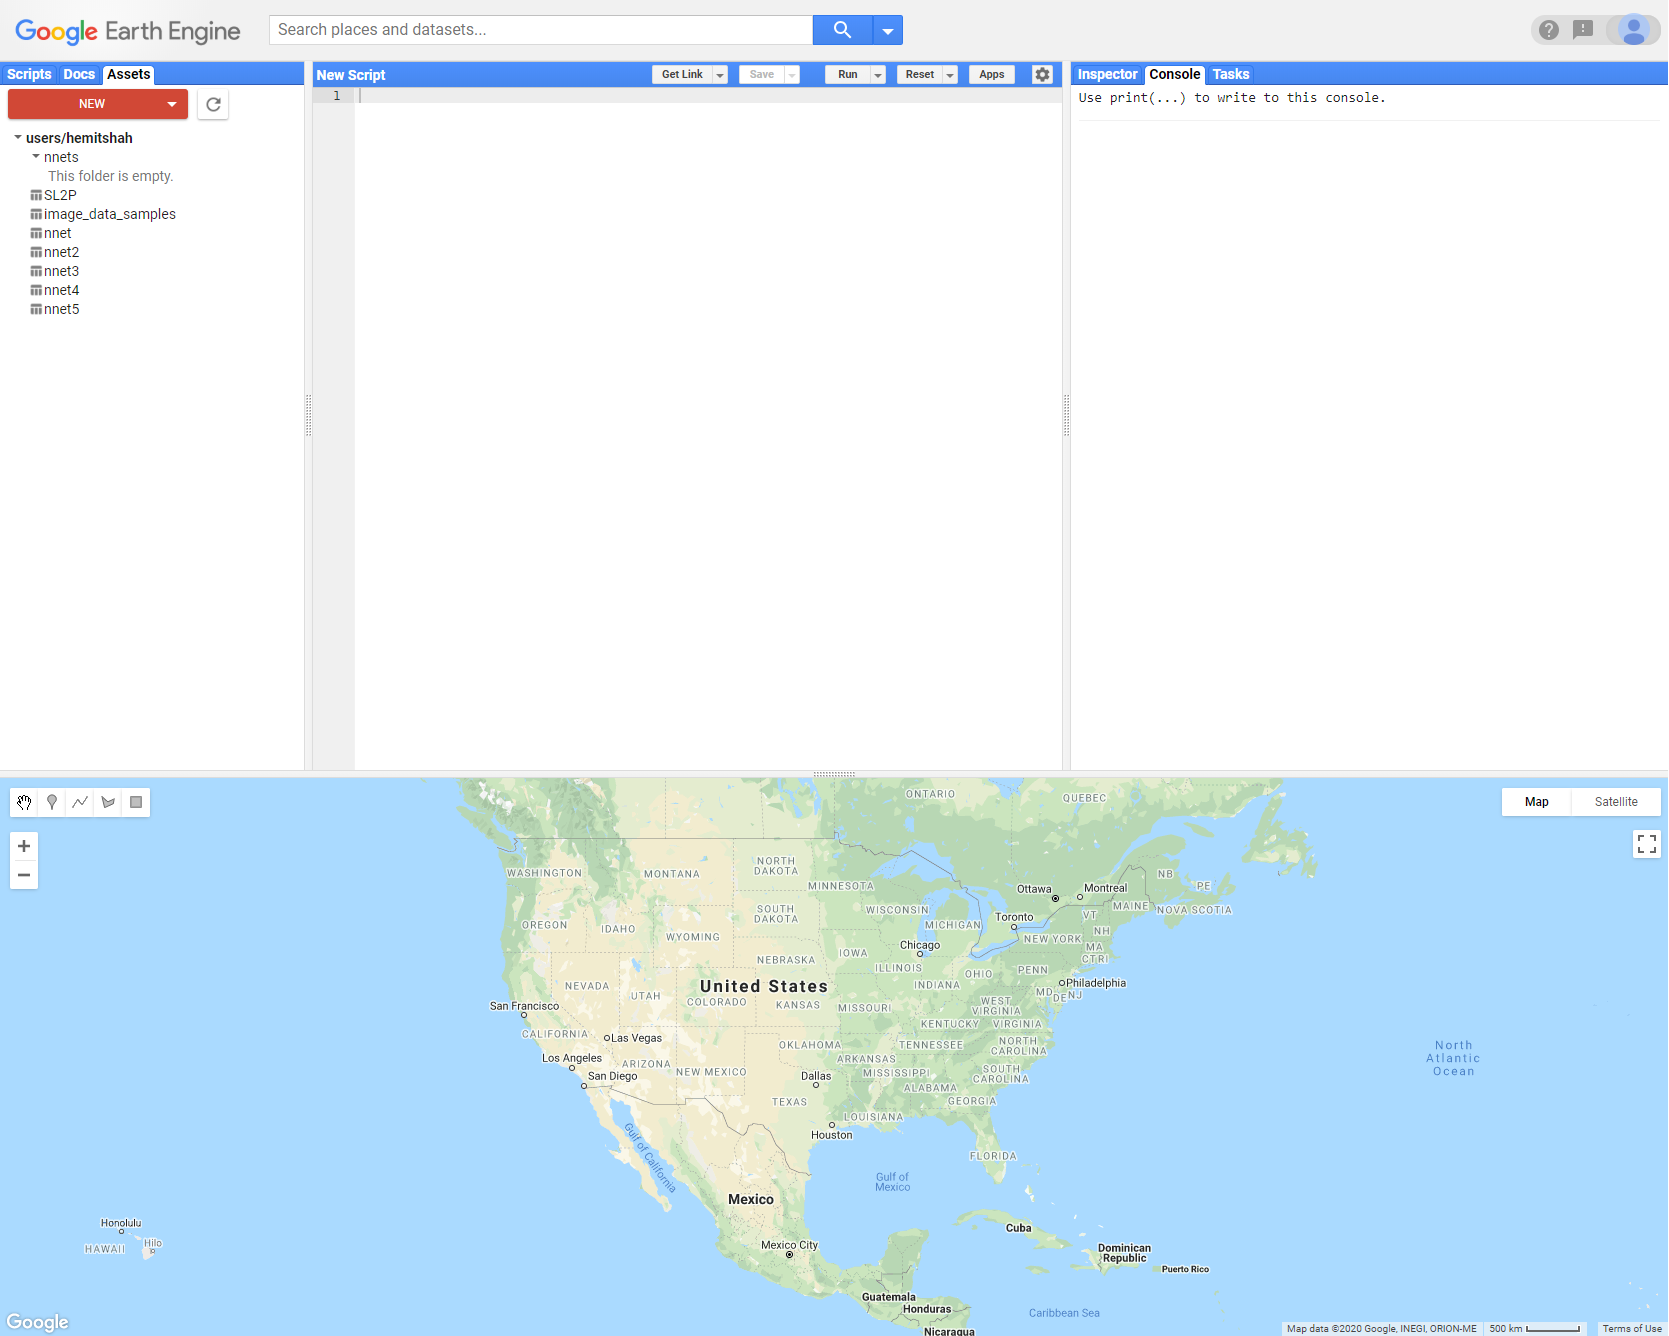 Google Earth Engine
Search places and datasets...
Scripts Docs Assets
New Script
Get Link Save Run Reset Apps
Inspector Console Tasks
NEW
1
Use print(...) to write to this console.
users/hemitshah
nnets
This folder is empty.
SL2P
image_data_samples
nnet
nnet2
nnet3
nnet4
nnet5
Map Satellite
ONTARIO
QUEBEC
WASHINGTON
MONTANA
NORTH
DAKOTA
MINNESOTA
Ottawa
Montreal
NB
PE
MAINE
NOVA SCOTIA
SOUTH
DAKOTA
WISCONSIN
MICHIGAN
Toronto
VT
NH
OREGON
IDAHO
WYOMING
NEW YORK
MA
CT RI
Chicago
IOWA
NEBRASKA
ILLINOIS
INDIANA
OHIO
PENN
Philadelphia
MD
DE NJ
NEVADA
UTAH
United States
COLORADO
KANSAS
MISSOURI
WEST
VIRGINIA
KENTUCKY
VIRGINIA
San Francisco
CALIFORNIA
Las Vegas
OKLAHOMA
TENNESSEE
NORTH
CAROLINA
Los Angeles
ARIZONA
NEW MEXICO
ARKANSAS
MISSISSIPPI
SOUTH
CAROLINA
San Diego
Dallas
ALABAMA
TEXAS
GEORGIA
LOUISIANA
Houston
FLORIDA
North
Atlantic
Ocean
Gulf of California
Gulf of
Mexico
Mexico
Mexico City
Cuba
Dominican
Republic
Puerto Rico
Honolulu
HAWAII
Hilo
Guatemala
Honduras
Nicaragua
Caribbean Sea
Google
Map data ©2020 Google, INEGI, ORION-ME 500 km Terms of Use